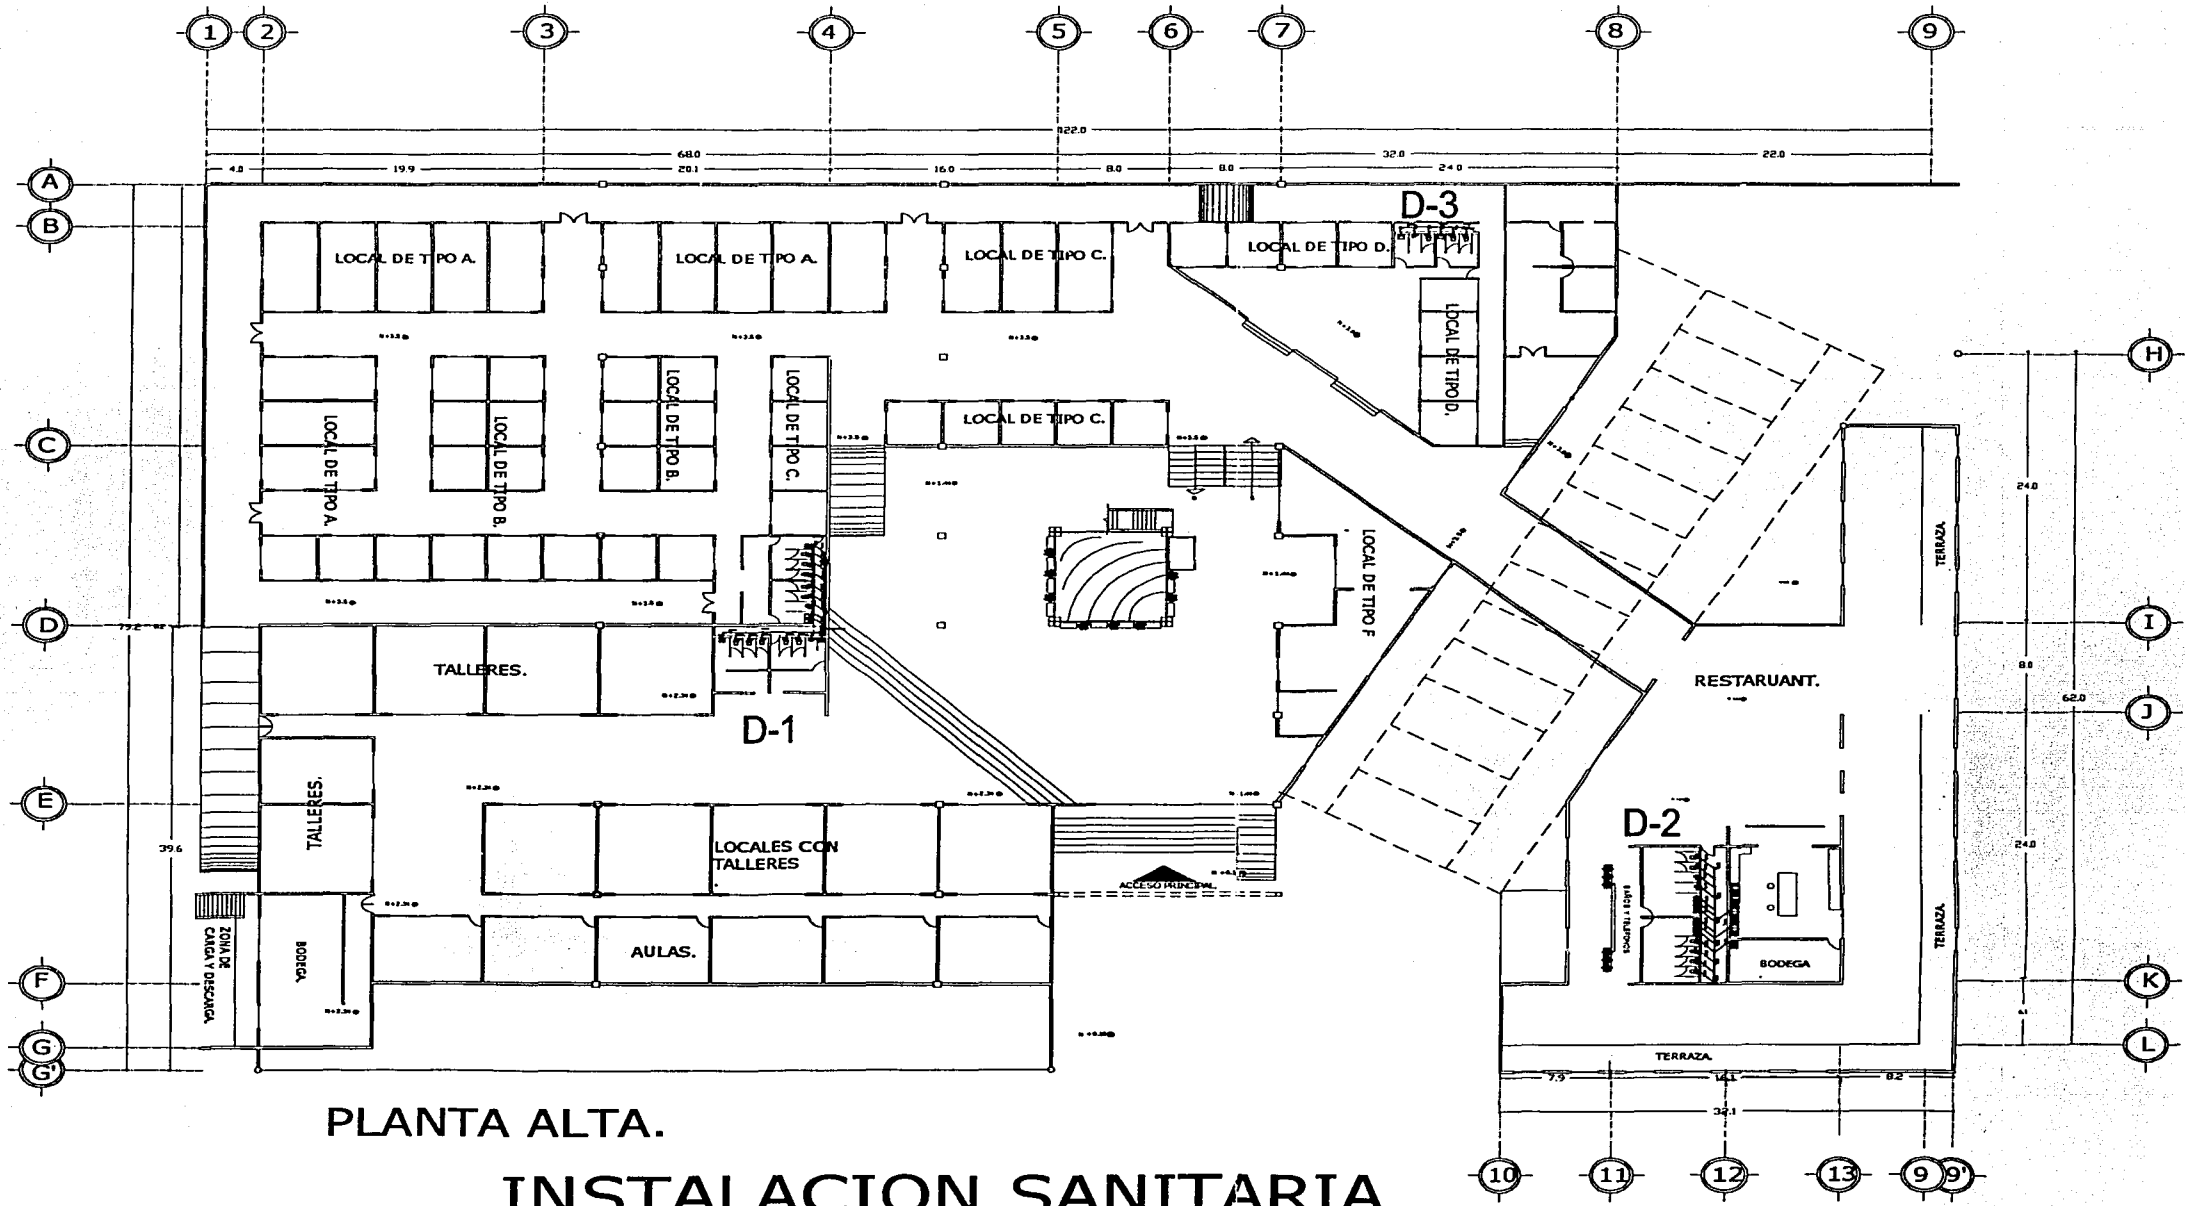 1 2 3 4 5 6 7 8 9
122.0
68.0 32.0 22.0
4.0 19.9 20.1 16.0 8.0 8.0 24.0
A
B
C
D
E
F
G
G'
H
I
J
K
L
D-3
LOCAL DE TIPO A.
LOCAL DE TIPO A.
LOCAL DE TIPO C.
LOCAL DE TIPO D.
LOCAL DE TIPO D.
LOCAL DE TIPO A.
LOCAL DE TIPO B.
LOCAL DE TIPO B.
LOCAL DE TIPO C.
LOCAL DE TIPO C.
LOCAL DE TIPO F
TERRAZA.
24.0
8.0
62.0
24.0
79.2
39.6
TALLERES.
D-1
RESTARUANT.
TALLERES.
LOCALES CON
TALLERES
ACCESO PRINCIPAL.
D-2
BAÑOS Y TELEFONOS
BODEGA
TERRAZA.
ZONA DE
CARGA Y DESCARGA.
BODEGA.
AULAS.
TERRAZA.
7.9 16.1 8.2
32.1
10 11 12 13 9 9'
PLANTA ALTA.
INSTALACION SANITARIA